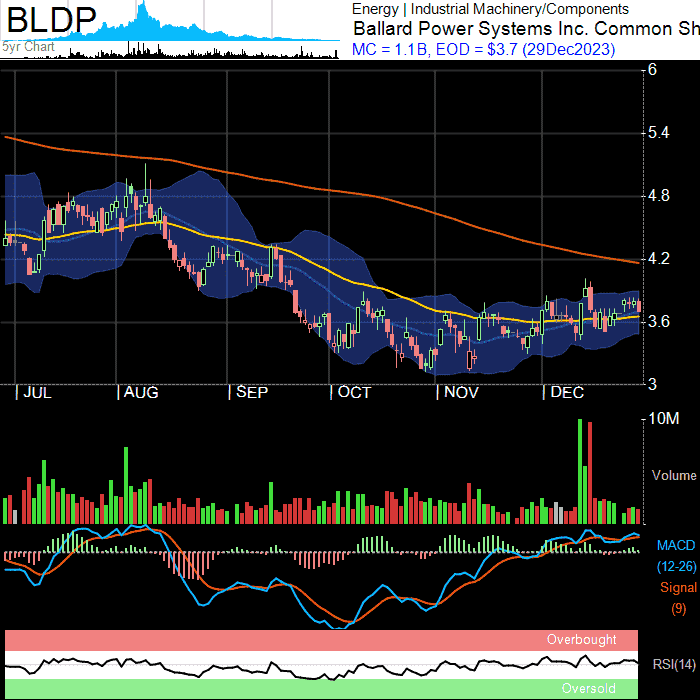 BLDP
5yr Chart
Energy | Industrial Machinery/Components
Ballard Power Systems Inc. Common Sh
MC = 1.1B, EOD = $3.7 (29Dec2023)
6
5.4
4.8
4.2
3.6
3
| JUL | AUG | SEP | OCT | NOV | DEC
10M
Volume
MACD
(12-26)
Signal
(9)
Overbought
RSI(14)
Oversold